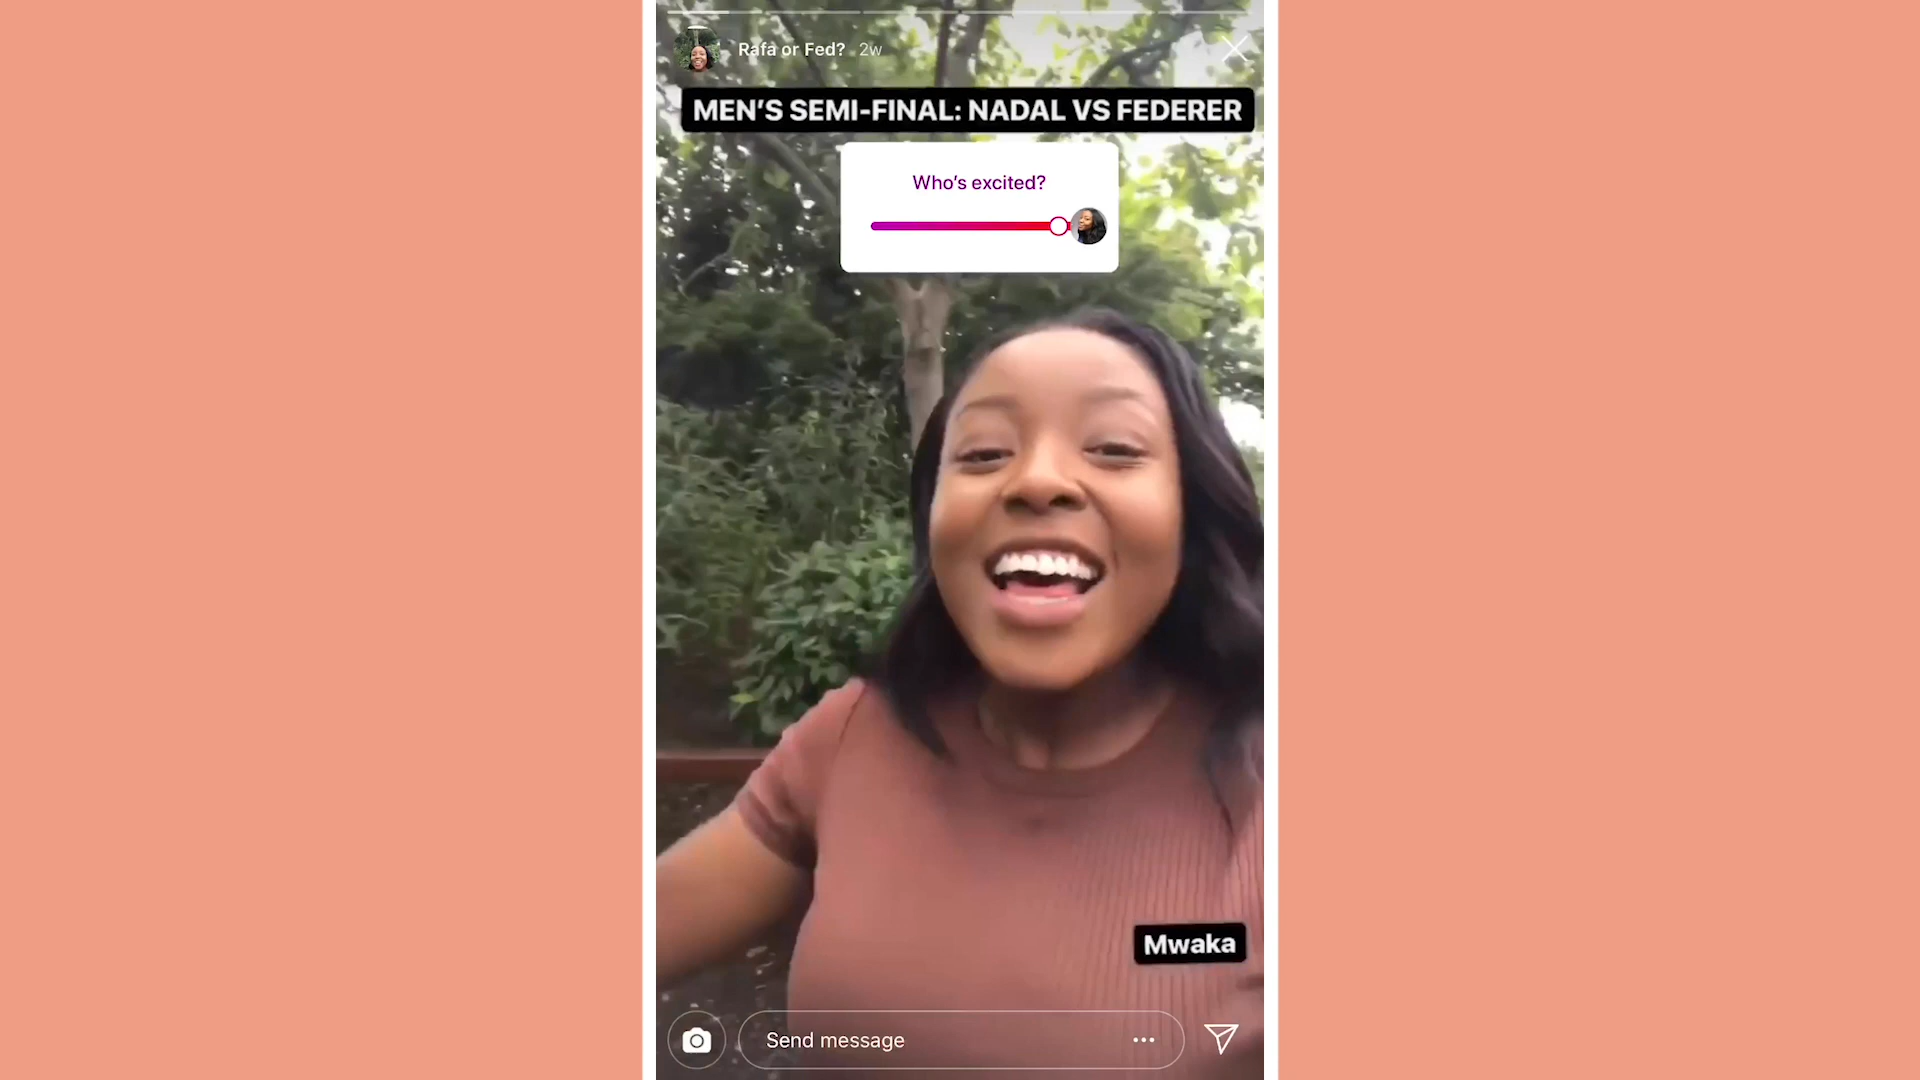 Rafa or Fed? 2w
MEN'S SEMI-FINAL: NADAL VS FEDERER
Who's excited?
Mwaka
Send message